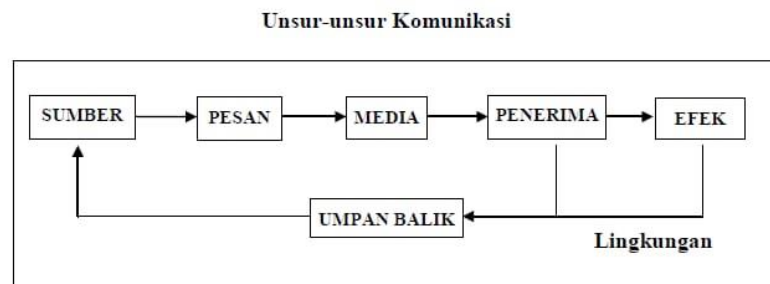 Unsur-unsur Komunikasi
SUMBER
PESAN
MEDIA
PENERIMA
EFEK
UMPAN BALIK
Lingkungan